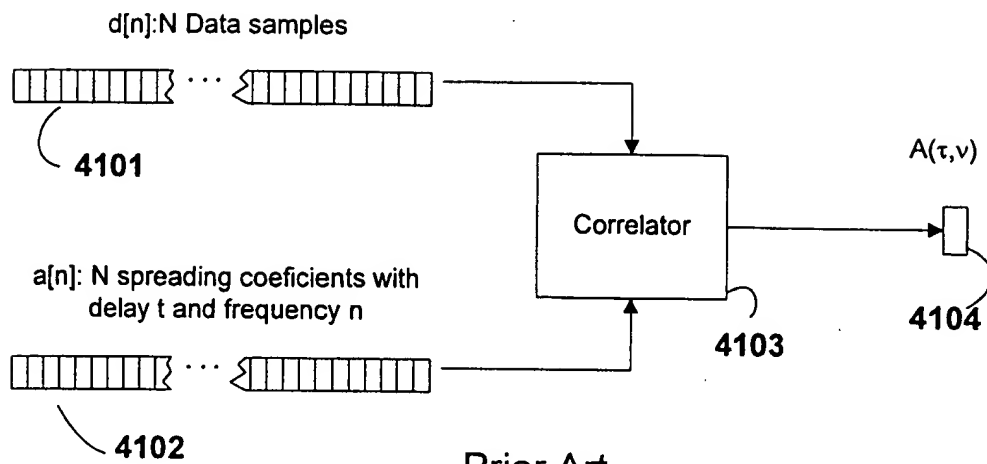 d[n]:N Data samples
4101
A(τ,ν)
Correlator
a[n]: N spreading coeficients with
delay t and frequency n
4103
4104
4102
Prior Art